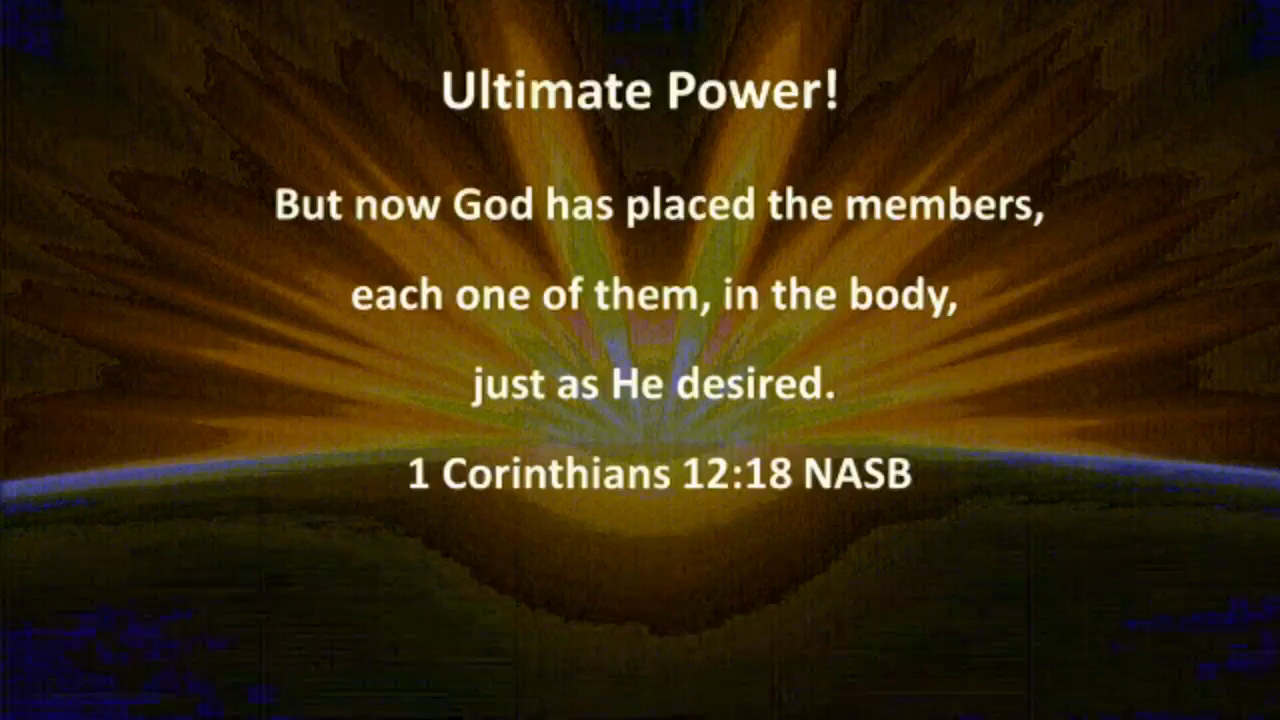 Ultimate Power!
But now God has placed the members,
each one of them, in the body,
just as He desired.
1 Corinthians 12:18 NASB